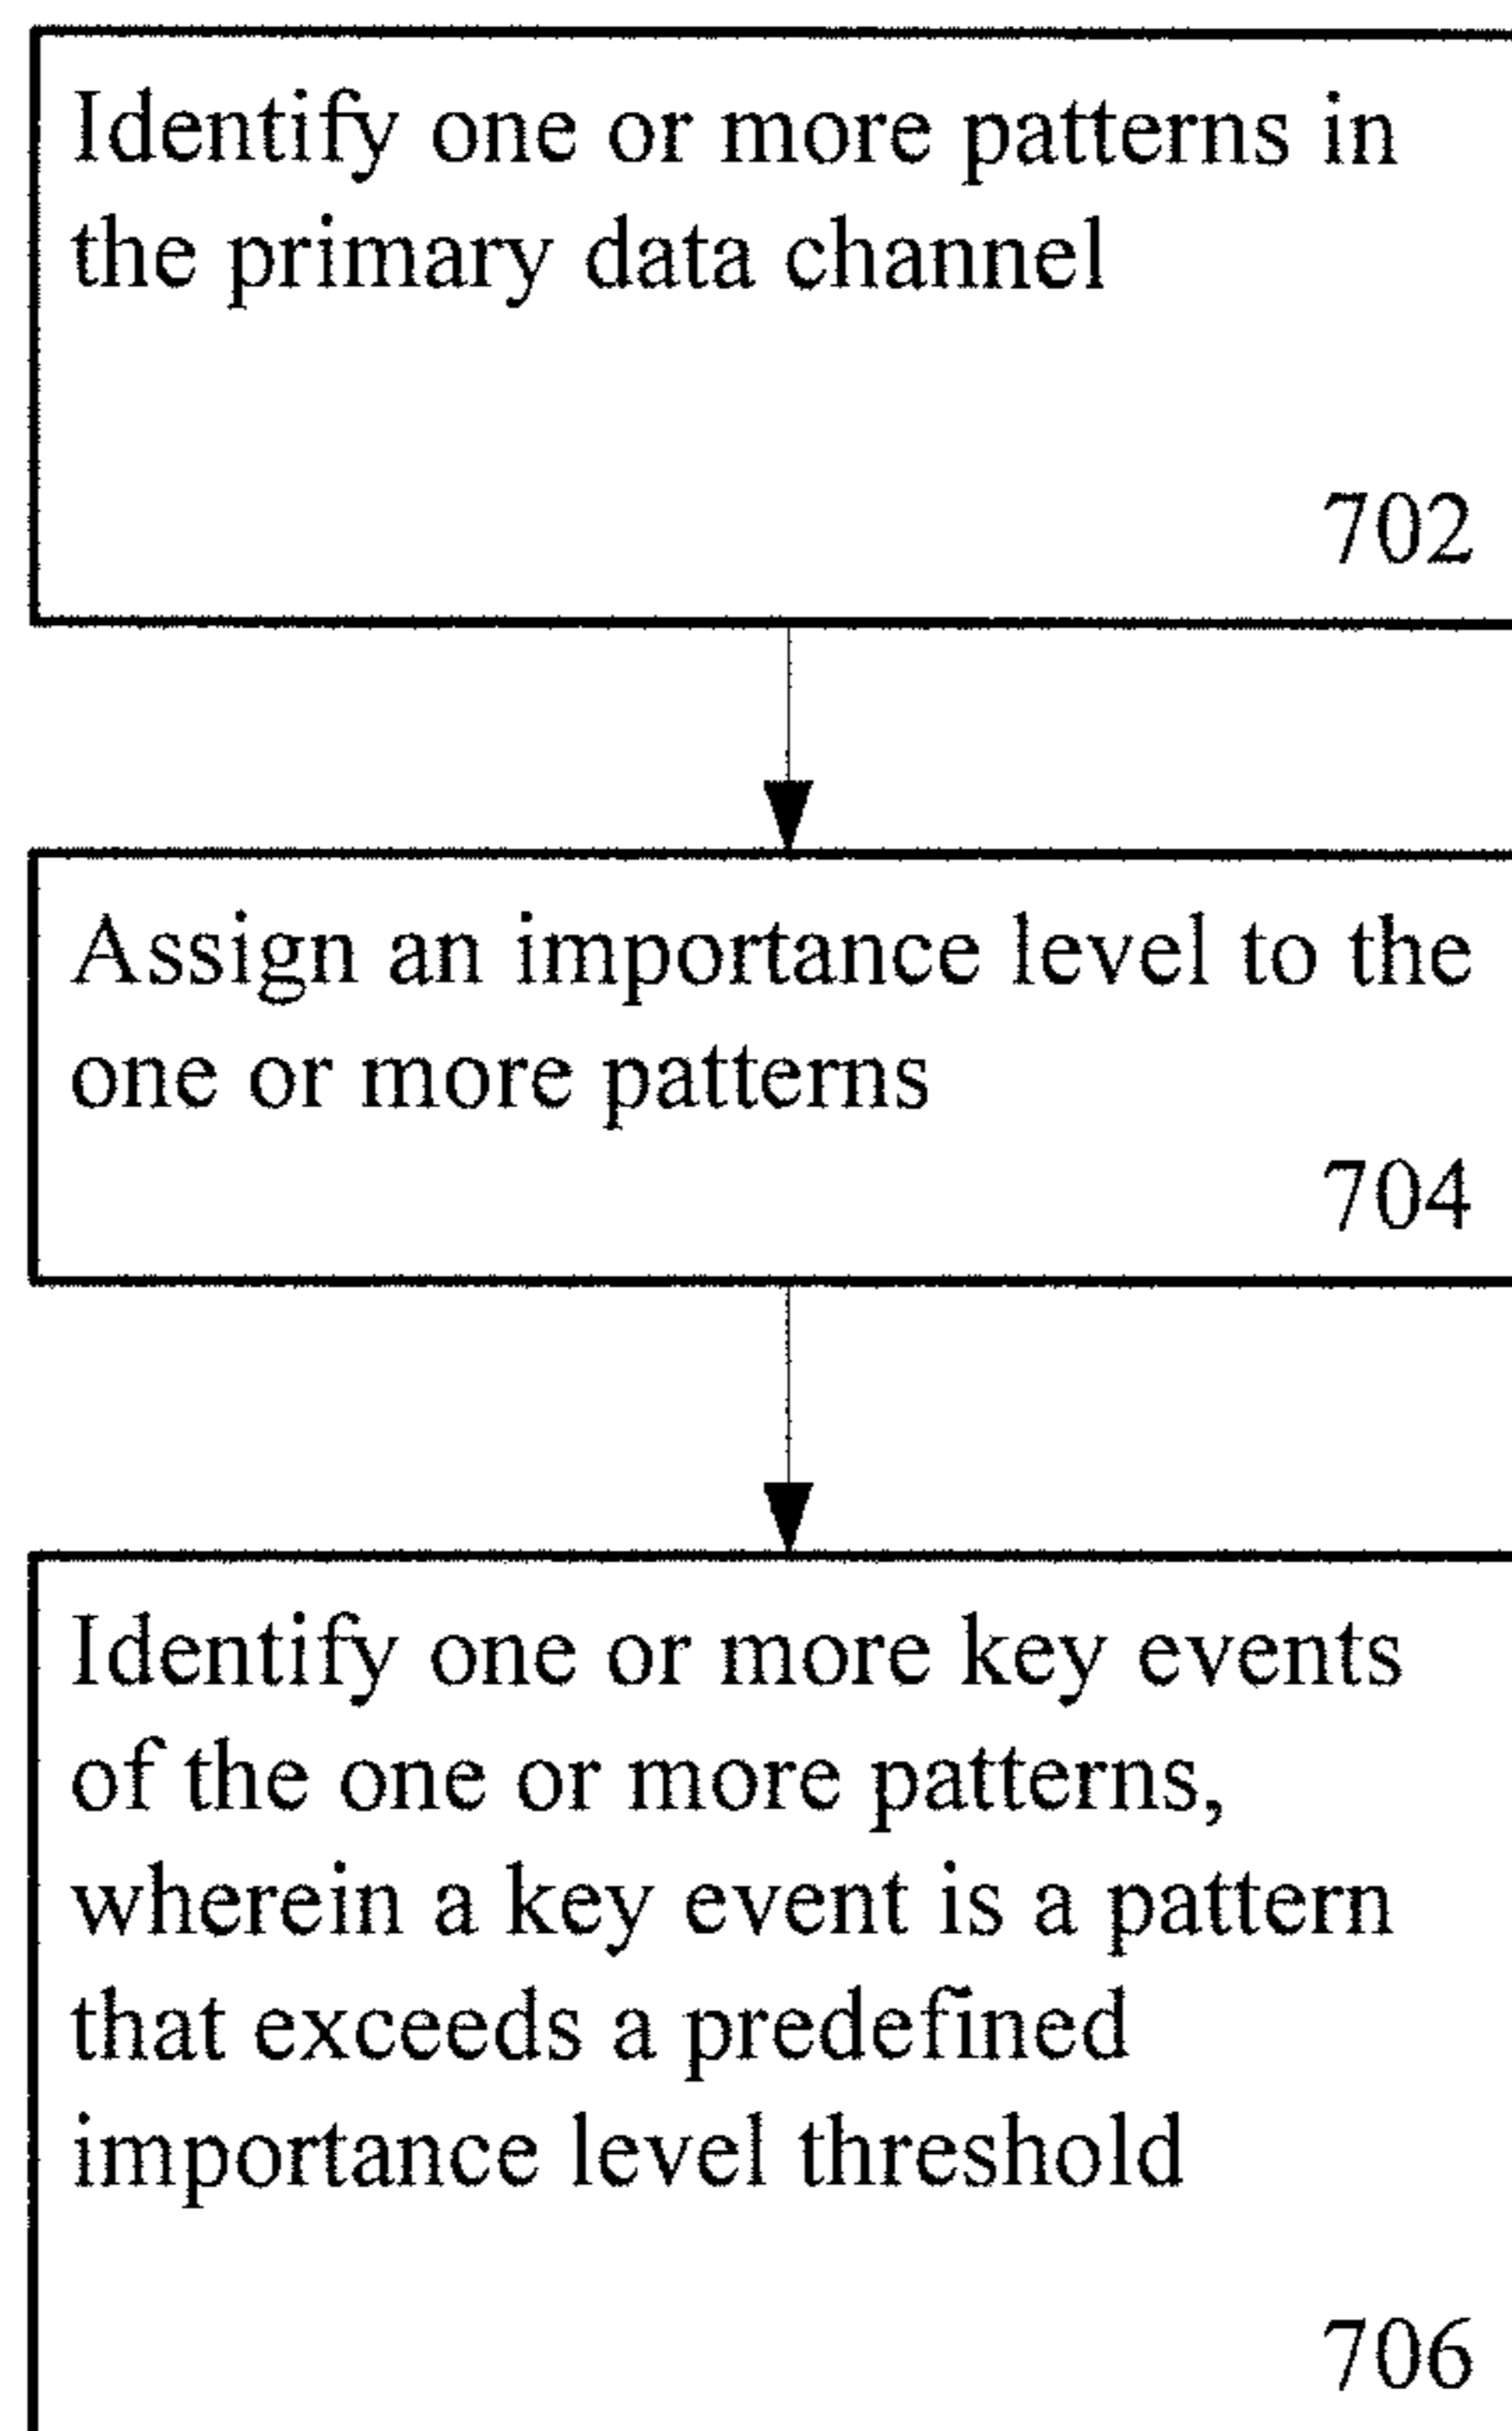 Identify one or more patterns in
the primary data channel
702
Assign an importance level to the
one or more patterns
704
Identify one or more key events
of the one or more patterns,
wherein a key event is a pattern
that exceeds a predefined
importance level threshold
706